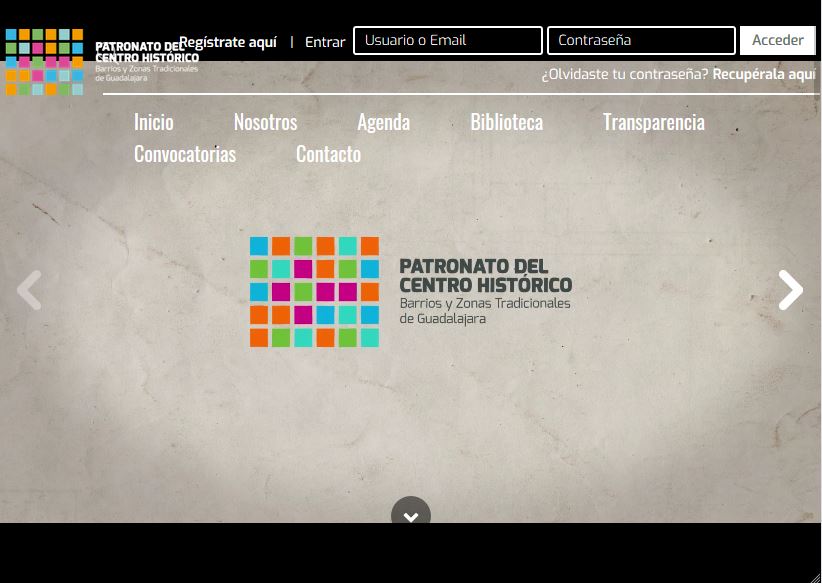 PATRONATO DEL
CENTRO HISTÓRICO
Barrios y Zonas Tradicionales
de Guadalajara
Regístrate aquí | Entrar Usuario o Email Contraseña Acceder
¿Olvidaste tu contraseña? Recupérala aquí
Inicio Nosotros Agenda Biblioteca Transparencia
Convocatorias Contacto
PATRONATO DEL
CENTRO HISTÓRICO
Barrios y Zonas Tradicionales
de Guadalajara